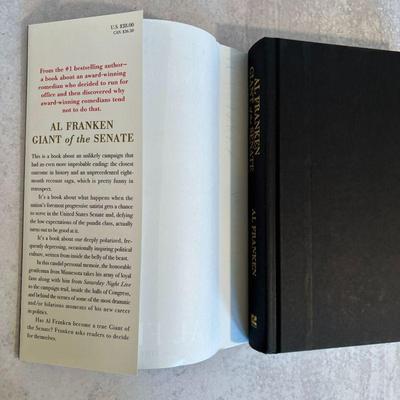 U.S. $28.00
From the #1 bestselling author—
a book about an award-winning
comedian who decided to run for
office and then discovered why
award-winning comedians tend
not to do that.
AL FRANKEN
GIANT of the SENATE
This is a book about an unlikely campaign that
had an even more improbable ending: the closest
outcome in history and an unprecedented eight-
month recount saga, which is pretty funny in
retrospect.
It's a book about what happens when the
nation's foremost progressive satirist gets a chance
to serve in the United States Senate and, defying
the low expectations of the pundit class, actually
turns out to be good at it.
It's a book about our deeply polarized, fre-
quently depressing, occasionally inspiring political
culture, written from inside the belly of the beast.
In this candid personal memoir, the honorable
gentleman from Minnesota takes his army of loyal
fans along with him from Saturday Night Live
to the campaign trail, inside the halls of Congress,
and behind the scenes of some of the most dramatic
and/or hilarious moments of his new career
in politics.
Has Al Franken become a true Giant of
the Senate? Franken asks readers to decide
for themselves.
AL FRANKEN
GIANT of the SENATE
AL FRANKEN